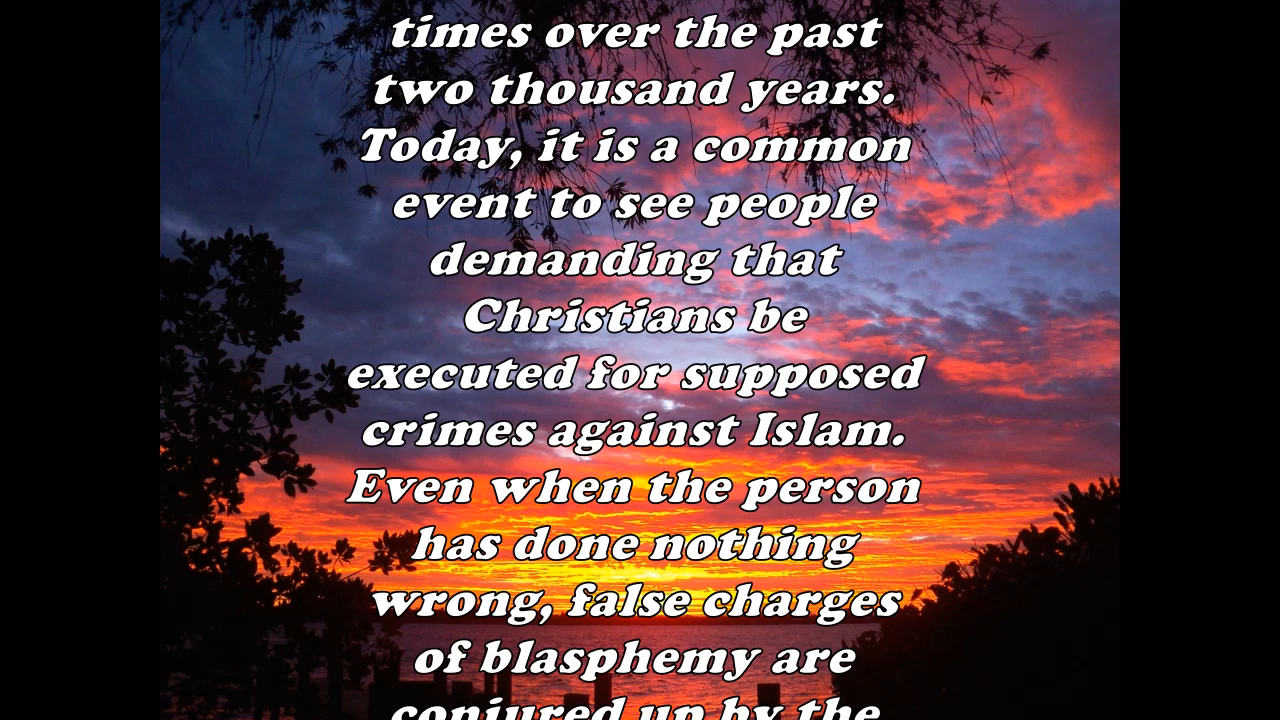 times over the past
two thousand years.
Today, it is a common
event to see people
demanding that
Christians be
executed for supposed
crimes against Islam.
Even when the person
has done nothing
wrong, false charges
of blasphemy are
conjured up by the